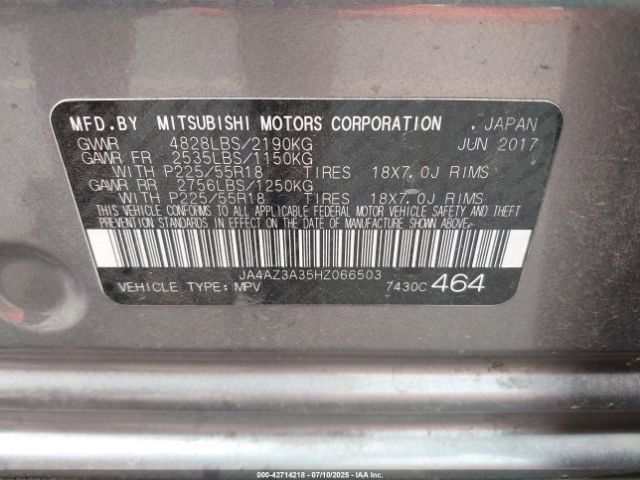 MFD.BY MITSUBISHI MOTORS CORPORATION . JAPAN
GVWR 4828LBS/2190KG JUN 2017
GAWR FR 2535LBS/1150KG
WITH P225/55R18 TIRES 18X7.0J RIMS
GAWR RR 2756LBS/1250KG
WITH P225/55R18 TIRES 18X7.0J RIMS
THIS VEHICLE CONFORMS TO ALL APPLICABLE FEDERAL MOTOR VEHICLE SAFETY AND THEFT
PREVENTION STANDARDS IN EFFECT ON THE DATE OF MANUFACTURE SHOWN ABOVE.
JA4AZ3A35HZ066503
VEHICLE TYPE: MPV 7430C 464
000-42714218 - 07/10/2025 - IAA INC.